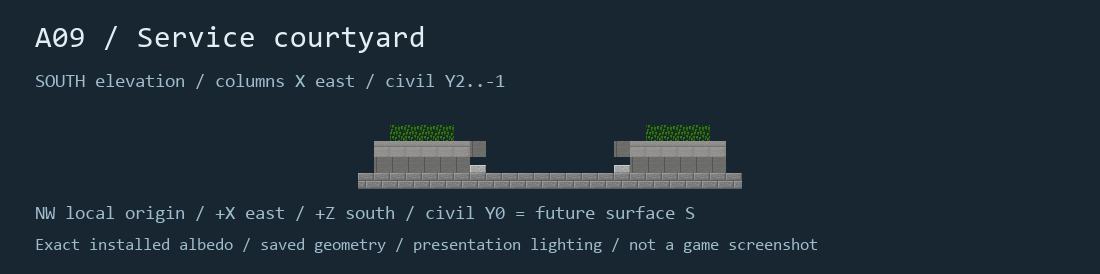 A09 / Service courtyard
SOUTH elevation / columns X east / civil Y2..-1
NW local origin / +X east / +Z south / civil Y0 = future surface S
Exact installed albedo / saved geometry / presentation lighting / not a game screenshot